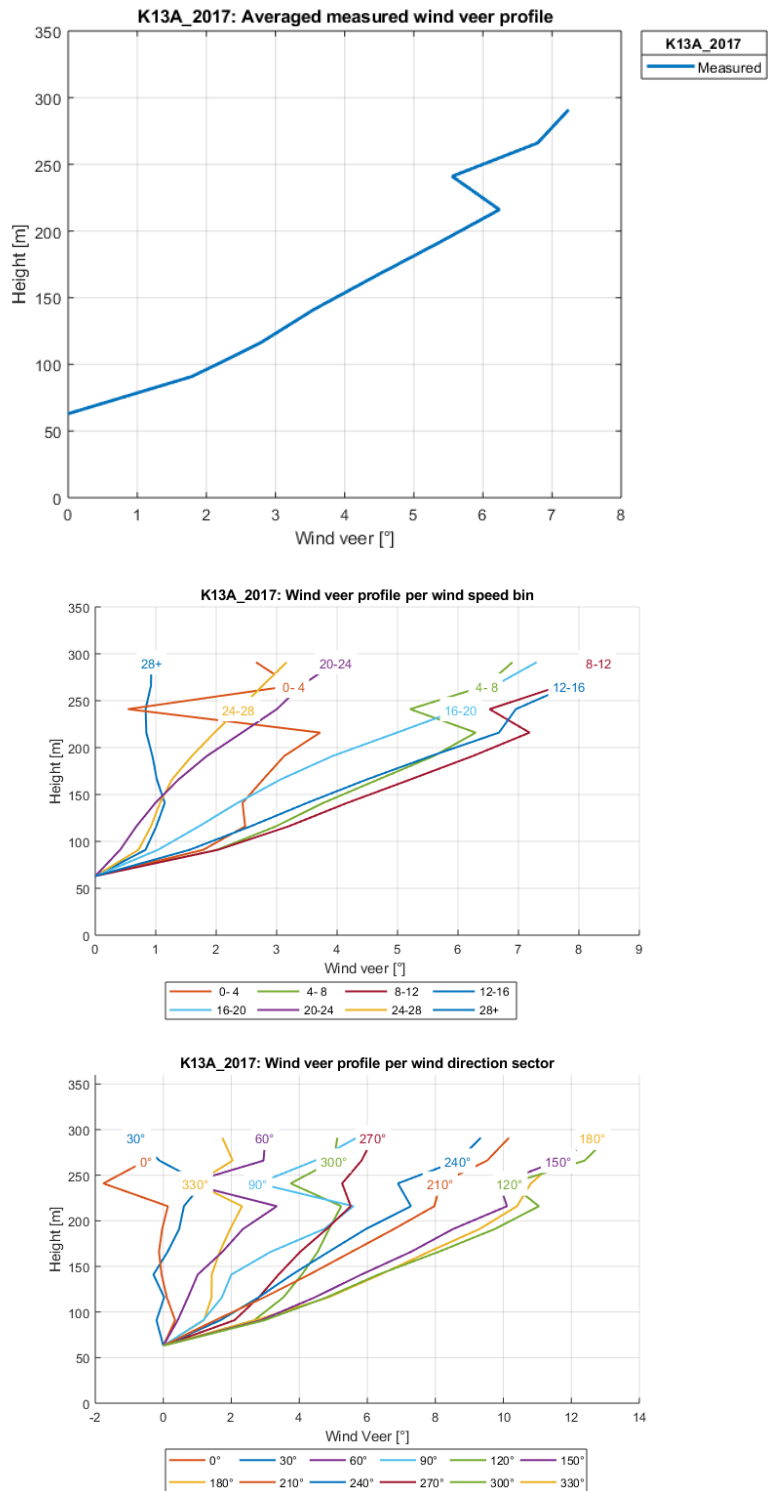 K13A_2017: Averaged measured wind veer profile
K13A_2017
Measured
350
300
250
200
150
100
50
0
Height [m]
0 1 2 3 4 5 6 7 8
Wind veer [°]
K13A_2017: Wind veer profile per wind speed bin
350
300
250
200
150
100
50
0
Height [m]
28+
20-24
8-12
0- 4
4- 8
12-16
24-28
16-20
0 1 2 3 4 5 6 7 8 9
Wind veer [°]
0- 4 4- 8 8-12 12-16
16-20 20-24 24-28 28+
K13A_2017: Wind veer profile per wind direction sector
350
300
250
200
150
100
50
0
Height [m]
30° 60° 270° 180°
0° 300° 240° 150°
330° 90° 210° 120°
-2 0 2 4 6 8 10 12 14
Wind Veer [°]
0° 30° 60° 90° 120° 150°
180° 210° 240° 270° 300° 330°